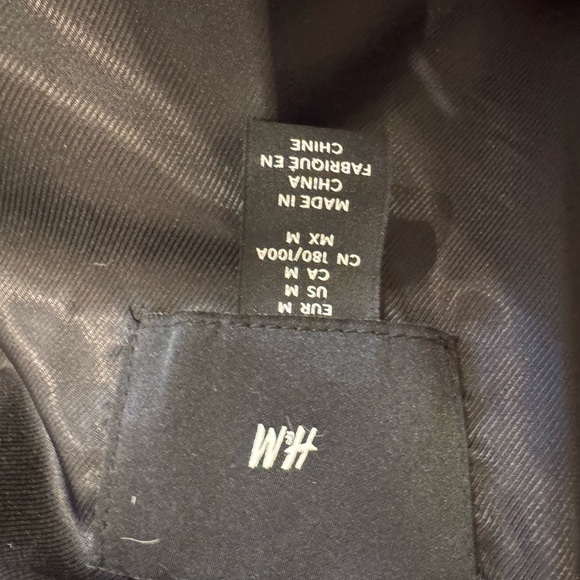 H&M
EUR M
US M
CA M
CN 180/100A
MX M
MADE IN
CHINA
FABRIQUÉ EN
CHINE